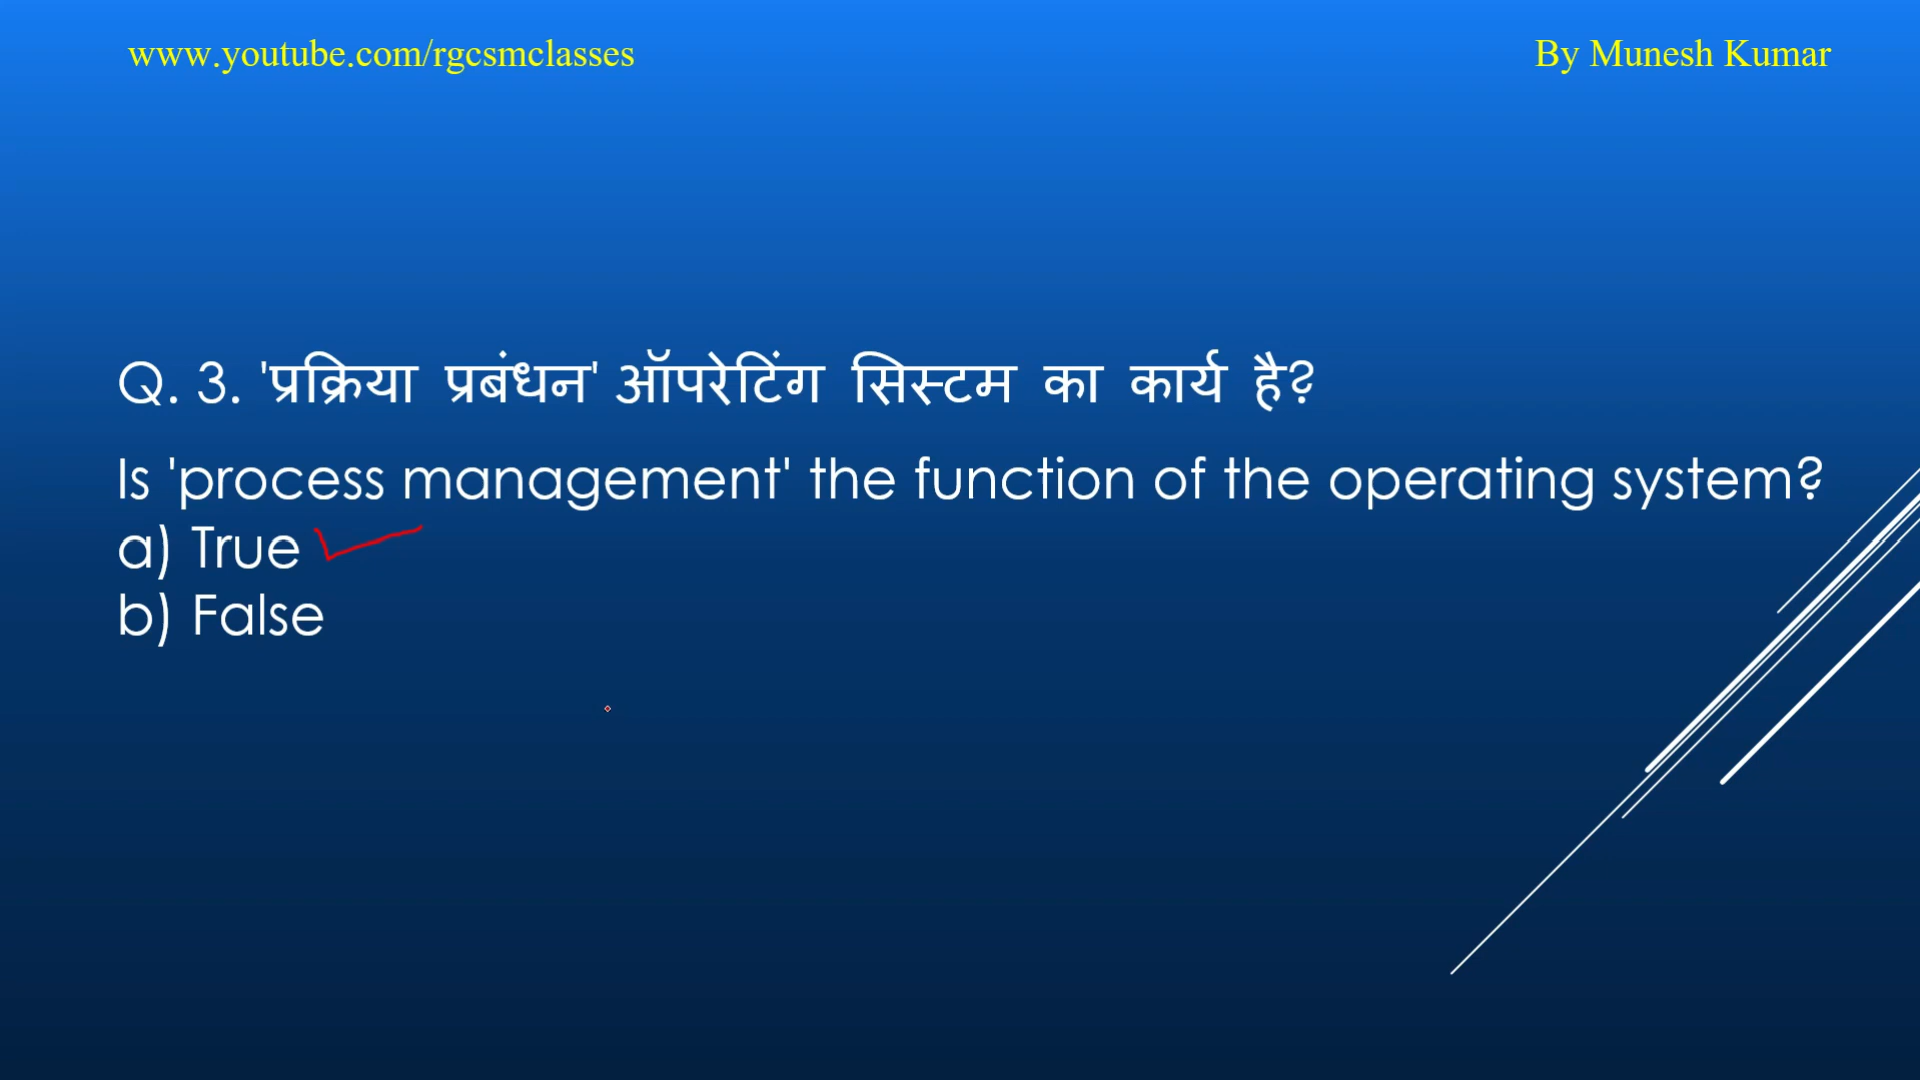 www.youtube.com/rgcsmclasses
By Munesh Kumar
Q. 3. 'प्रक्रिया प्रबंधन' ऑपरेटिंग सिस्टम का कार्य है?
Is 'process management' the function of the operating system?
a) True
b) False